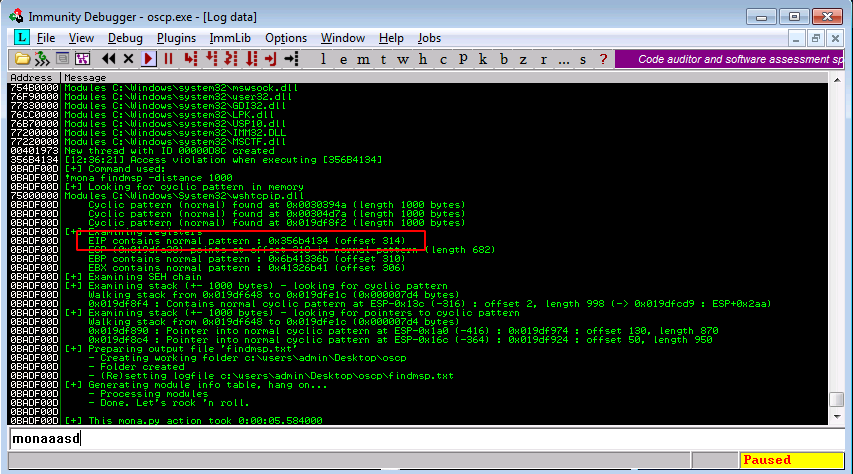 Immunity Debugger - oscp.exe - [Log data]
L File View Debug Plugins ImmLib Options Window Help Jobs
l e m t w h c p k b z r ... s ? Code auditor and software assessment sp
Address Message
754B0000 Modules C:\Windows\system32\mswsock.dll
76F90000 Modules C:\Windows\system32\user32.dll
77830000 Modules C:\Windows\system32\GDI32.dll
76CC0000 Modules C:\Windows\system32\LPK.dll
76B70000 Modules C:\Windows\system32\USP10.dll
77200000 Modules C:\Windows\system32\IMM32.DLL
77220000 Modules C:\Windows\system32\MSCTF.dll
00401973 New thread with ID 00000D8C created
356B4134 [12:36:21] Access violation when executing [356B4134]
0BADF00D [+] Command used:
0BADF00D !mona findmsp -distance 1000
0BADF00D [+] Looking for cyclic pattern in memory
75000000 Modules C:\Windows\System32\wshtcpip.dll
0BADF00D Cyclic pattern (normal) found at 0x0030394a (length 1000 bytes)
0BADF00D Cyclic pattern (normal) found at 0x00304d7a (length 1000 bytes)
0BADF00D Cyclic pattern (normal) found at 0x019df8f2 (length 1000 bytes)
0BADF00D [+] Examining registers
0BADF00D EIP contains normal pattern : 0x356b4134 (offset 314)
0BADF00D ESP (0x019dfa30) points at offset 318 in normal pattern (length 682)
0BADF00D EBP contains normal pattern : 0x6b41336b (offset 310)
0BADF00D EBX contains normal pattern : 0x41326b41 (offset 306)
0BADF00D [+] Examining SEH chain
0BADF00D [+] Examining stack (+- 1000 bytes) - looking for cyclic pattern
0BADF00D Walking stack from 0x019df648 to 0x019dfe1c (0x000007d4 bytes)
0BADF00D 0x019df8f4 : Contains normal cyclic pattern at ESP-0x13c (-316) : offset 2, length 998 (-> 0x019dfcd9 : ESP+0x2aa)
0BADF00D [+] Examining stack (+- 1000 bytes) - looking for pointers to cyclic pattern
0BADF00D Walking stack from 0x019df648 to 0x019dfe1c (0x000007d4 bytes)
0BADF00D 0x019df890 : Pointer into normal cyclic pattern at ESP-0x1a0 (-416) : 0x019df974 : offset 130, length 870
0BADF00D 0x019df8c4 : Pointer into normal cyclic pattern at ESP-0x16c (-364) : 0x019df924 : offset 50, length 950
0BADF00D [+] Preparing output file 'findmsp.txt'
0BADF00D - Creating working folder c:\users\admin\Desktop\oscp
0BADF00D - Folder created
0BADF00D - (Re)setting logfile c:\users\admin\Desktop\oscp\findmsp.txt
0BADF00D [+] Generating module info table, hang on...
0BADF00D - Processing modules
0BADF00D - Done. Let's rock 'n roll.
0BADF00D [+] This mona.py action took 0:00:05.584000
monaaasd
Paused